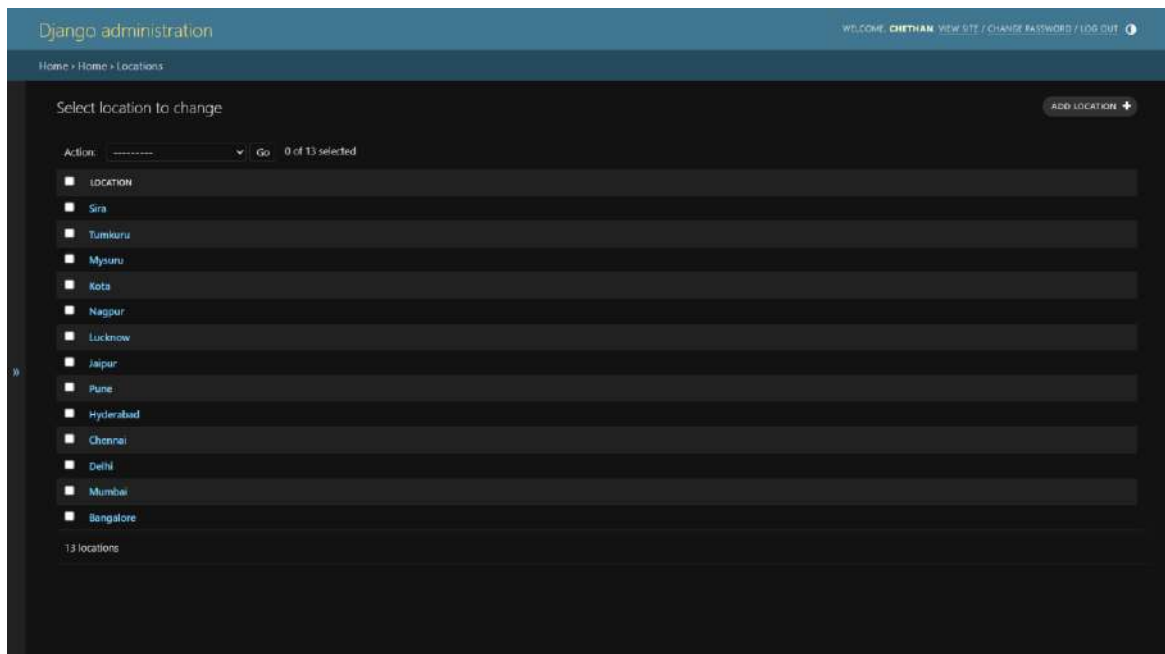 Django administration
WELCOME, CHETHAN. VIEW SITE / CHANGE PASSWORD / LOG OUT
Home › Home › Locations
Select location to change
ADD LOCATION +
Action: --------- Go 0 of 13 selected
LOCATION
Sira
Tumkuru
Mysuru
Kota
Nagpur
Lucknow
Jaipur
»
Pune
Hyderabad
Chennai
Delhi
Mumbai
Bangalore
13 locations